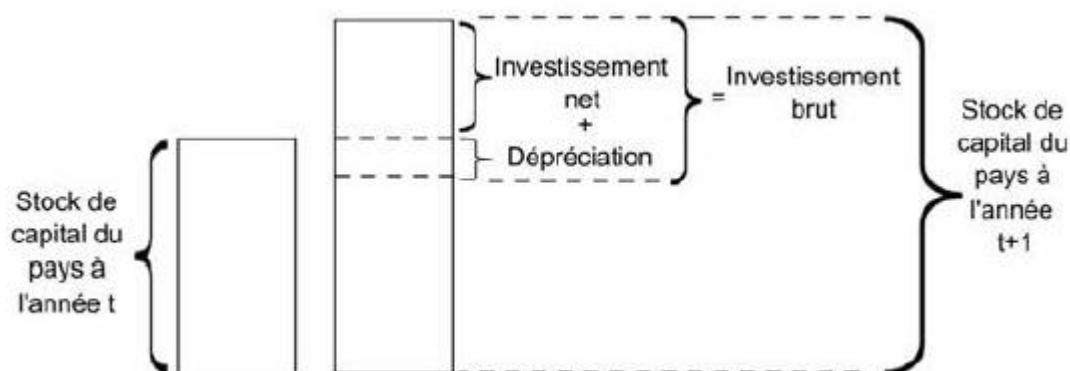 Stock de
capital du
pays à
l'année t
Investissement
net
+
Dépréciation
=
Investissement
brut
Stock de
capital du
pays à
l'année
t+1